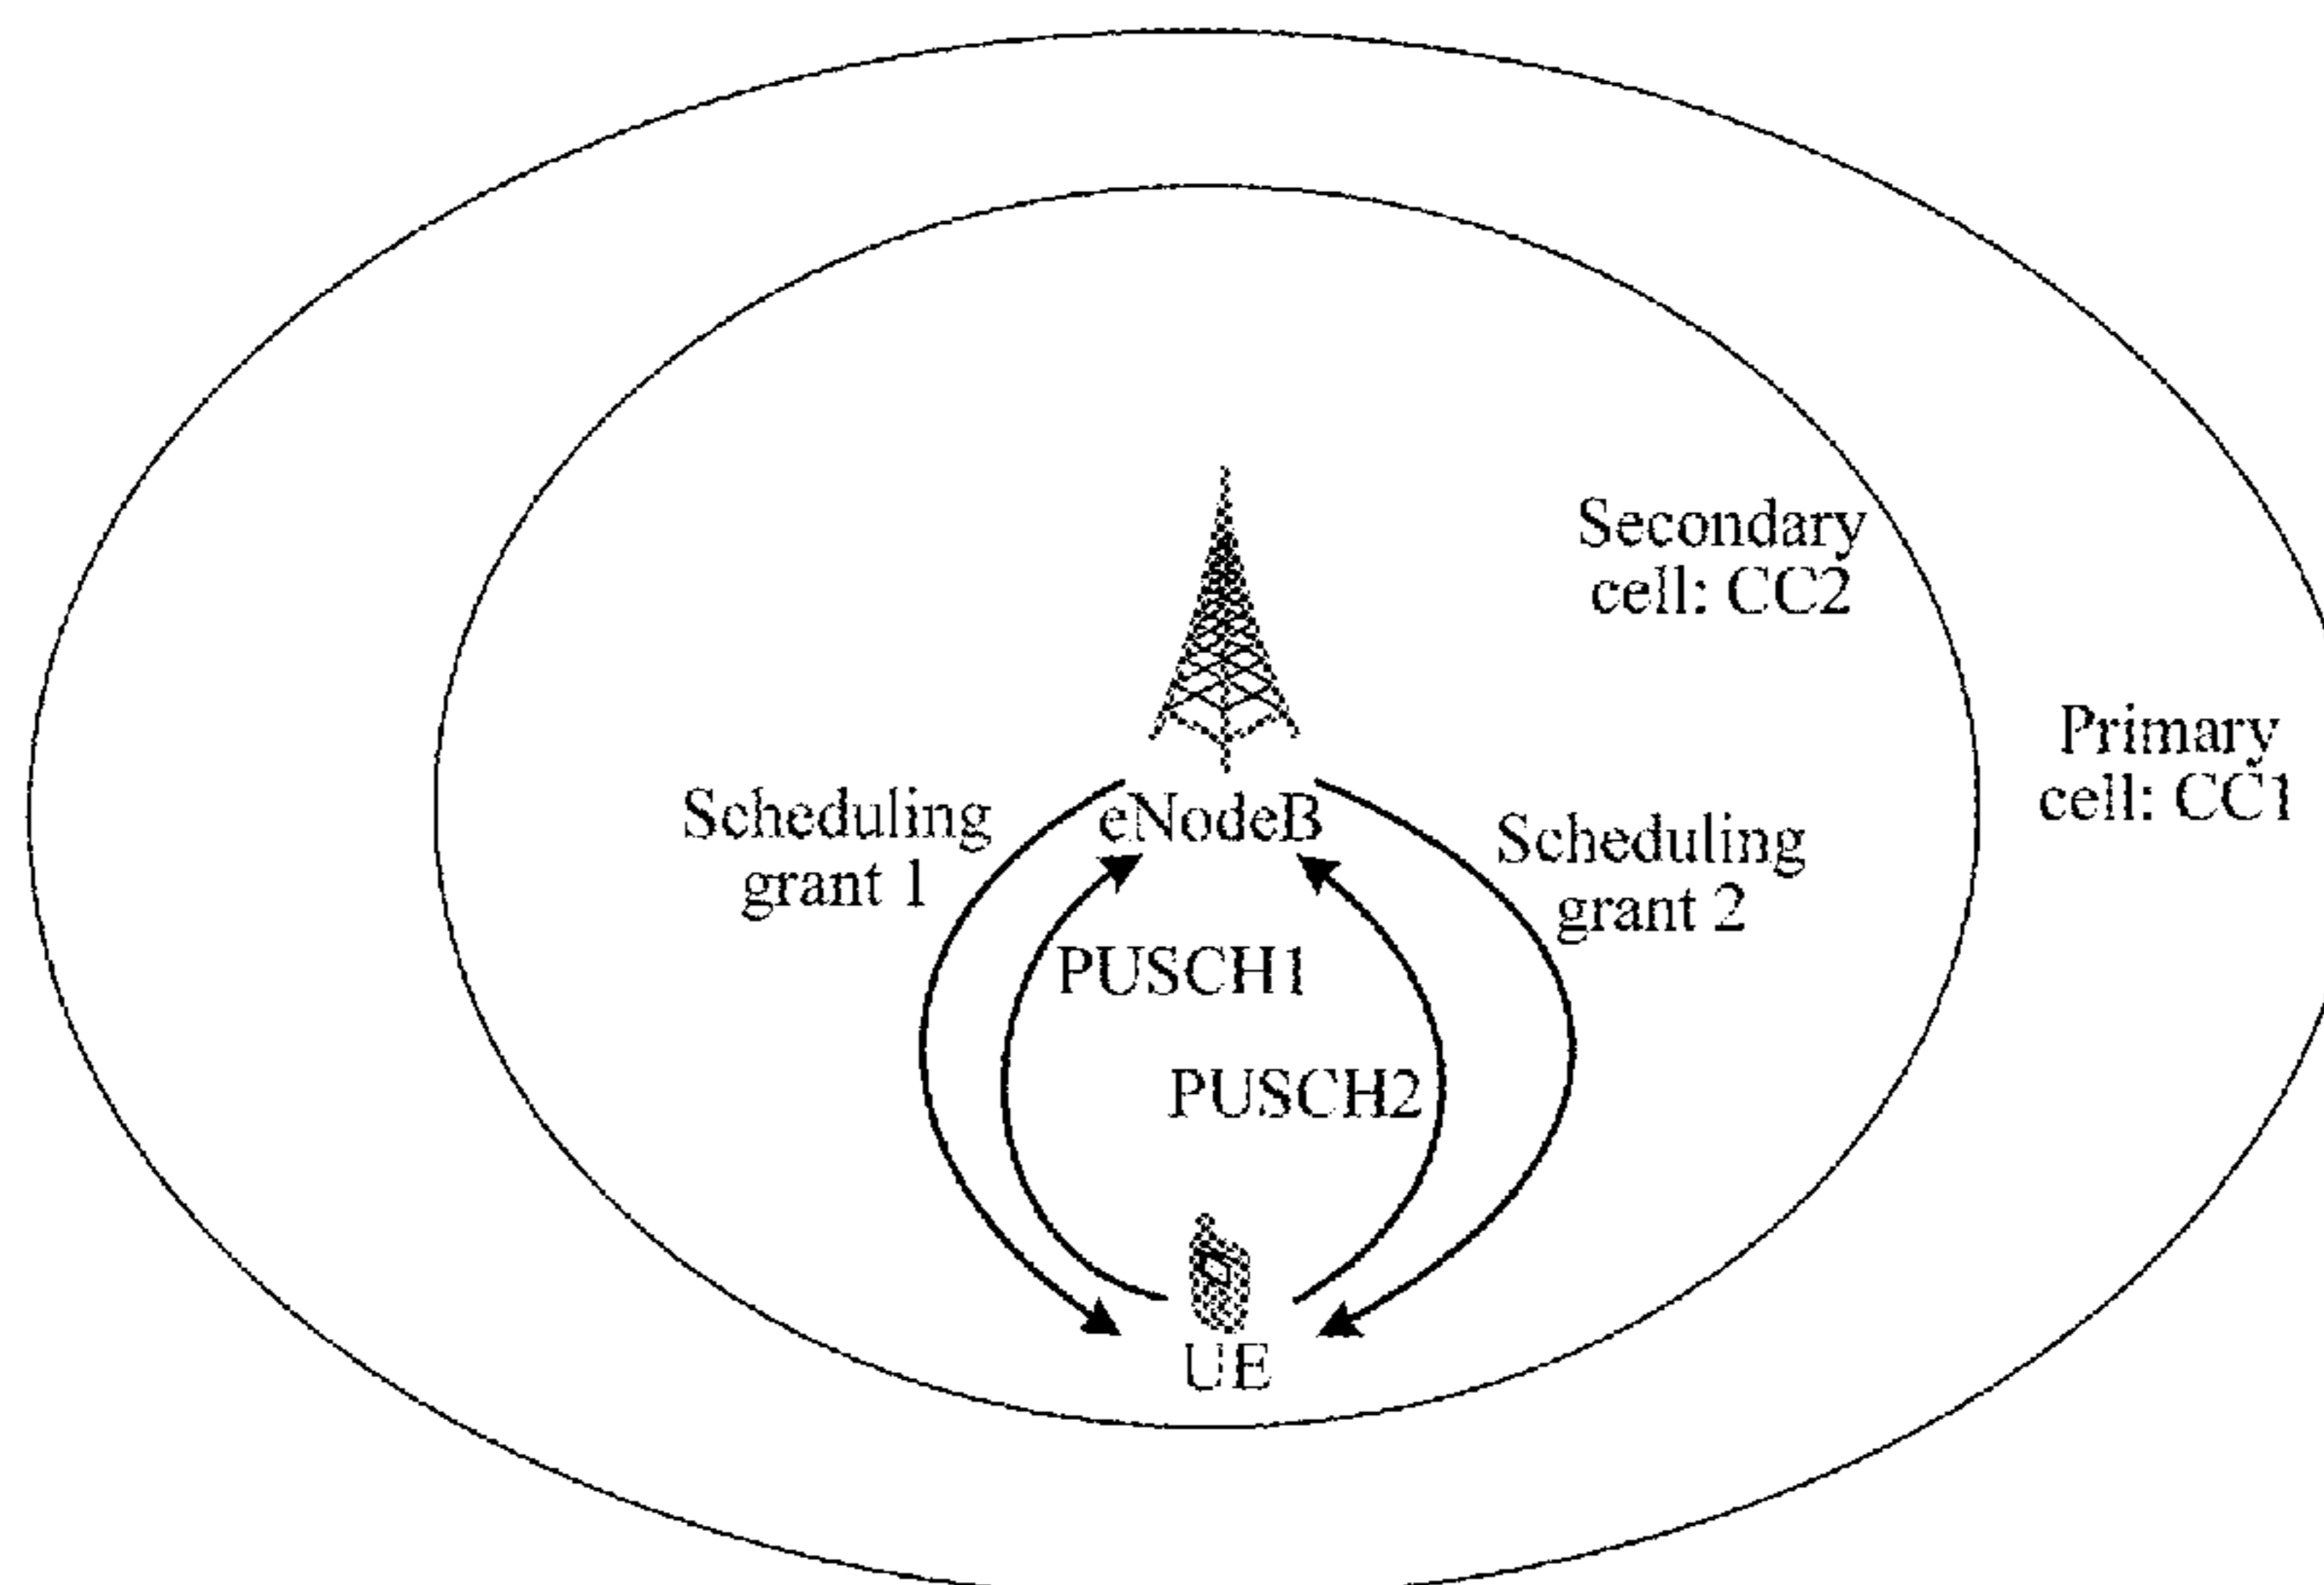 Secondary
cell: CC2
Primary
cell: CC1
Scheduling
grant 1
eNodeB
Scheduling
grant 2
PUSCH1
PUSCH2
UE